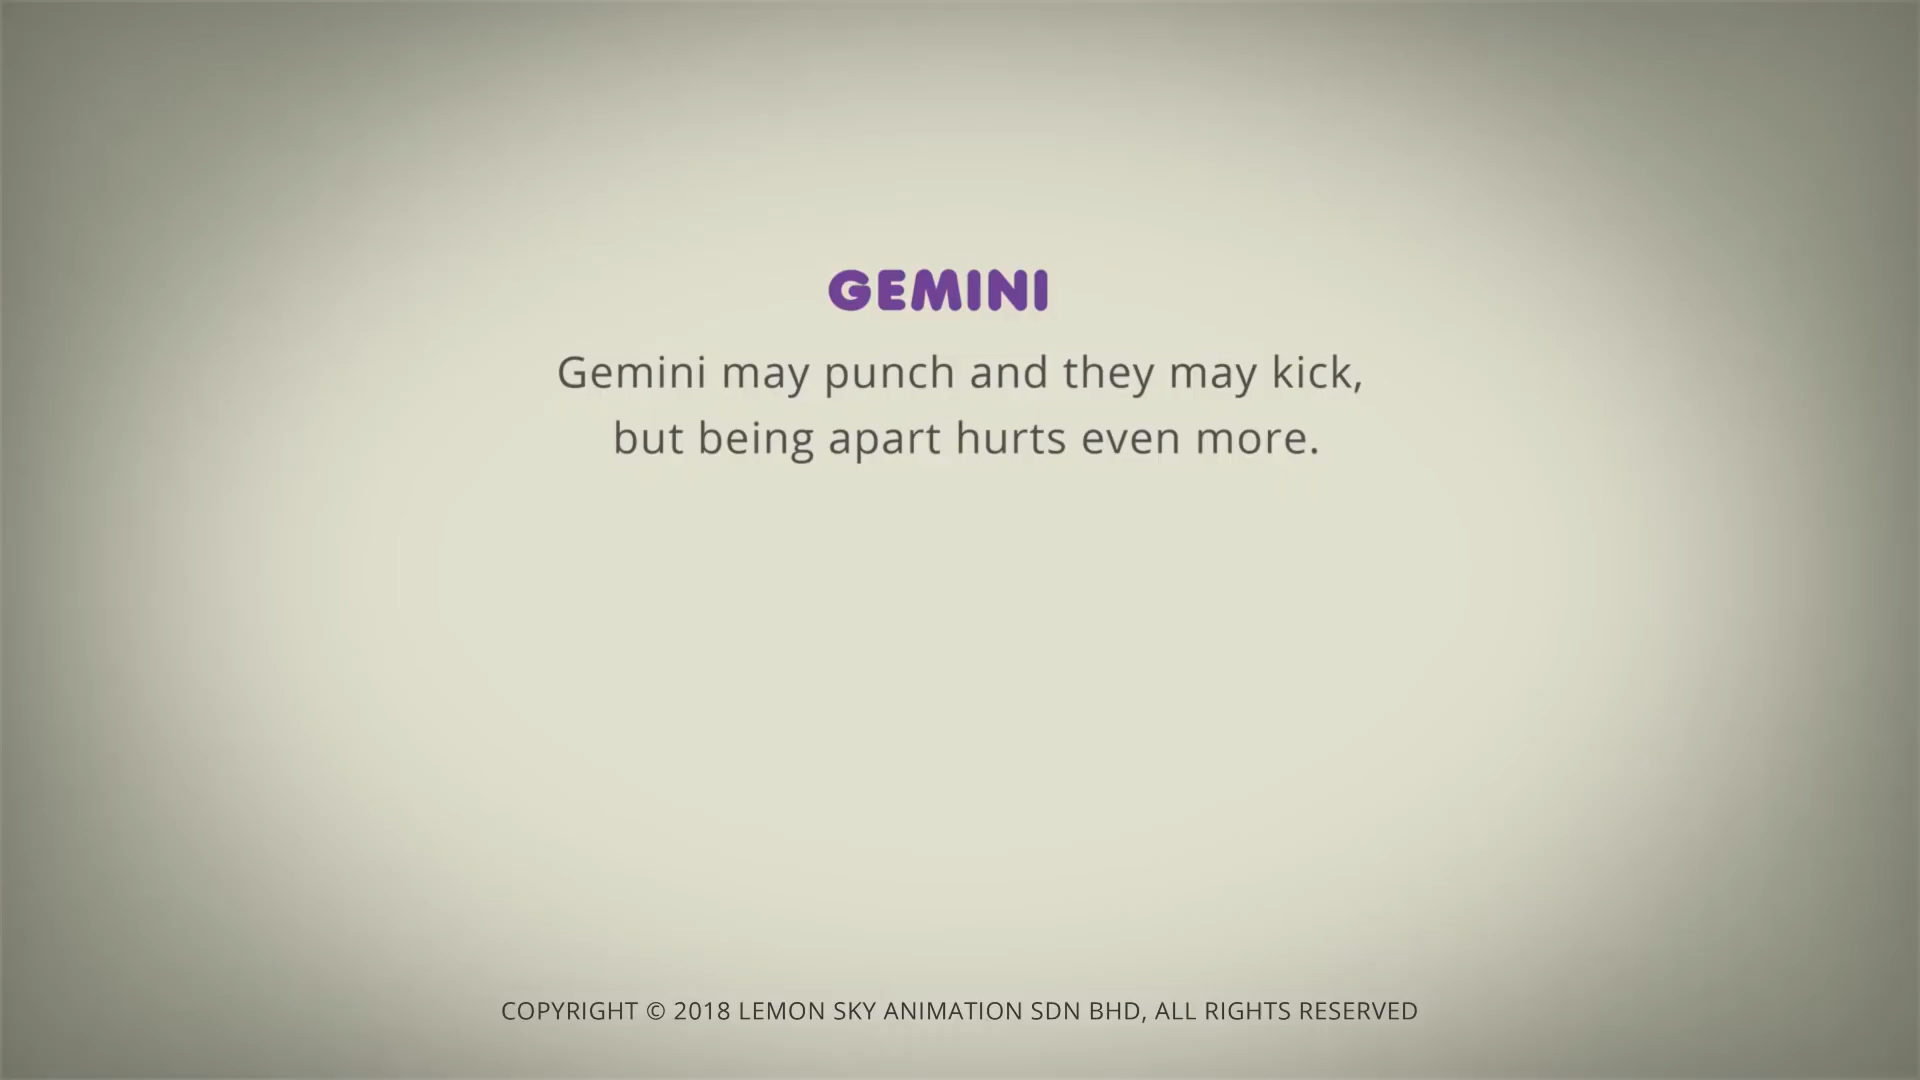 GEMINI
Gemini may punch and they may kick,
but being apart hurts even more.
COPYRIGHT © 2018 LEMON SKY ANIMATION SDN BHD, ALL RIGHTS RESERVED